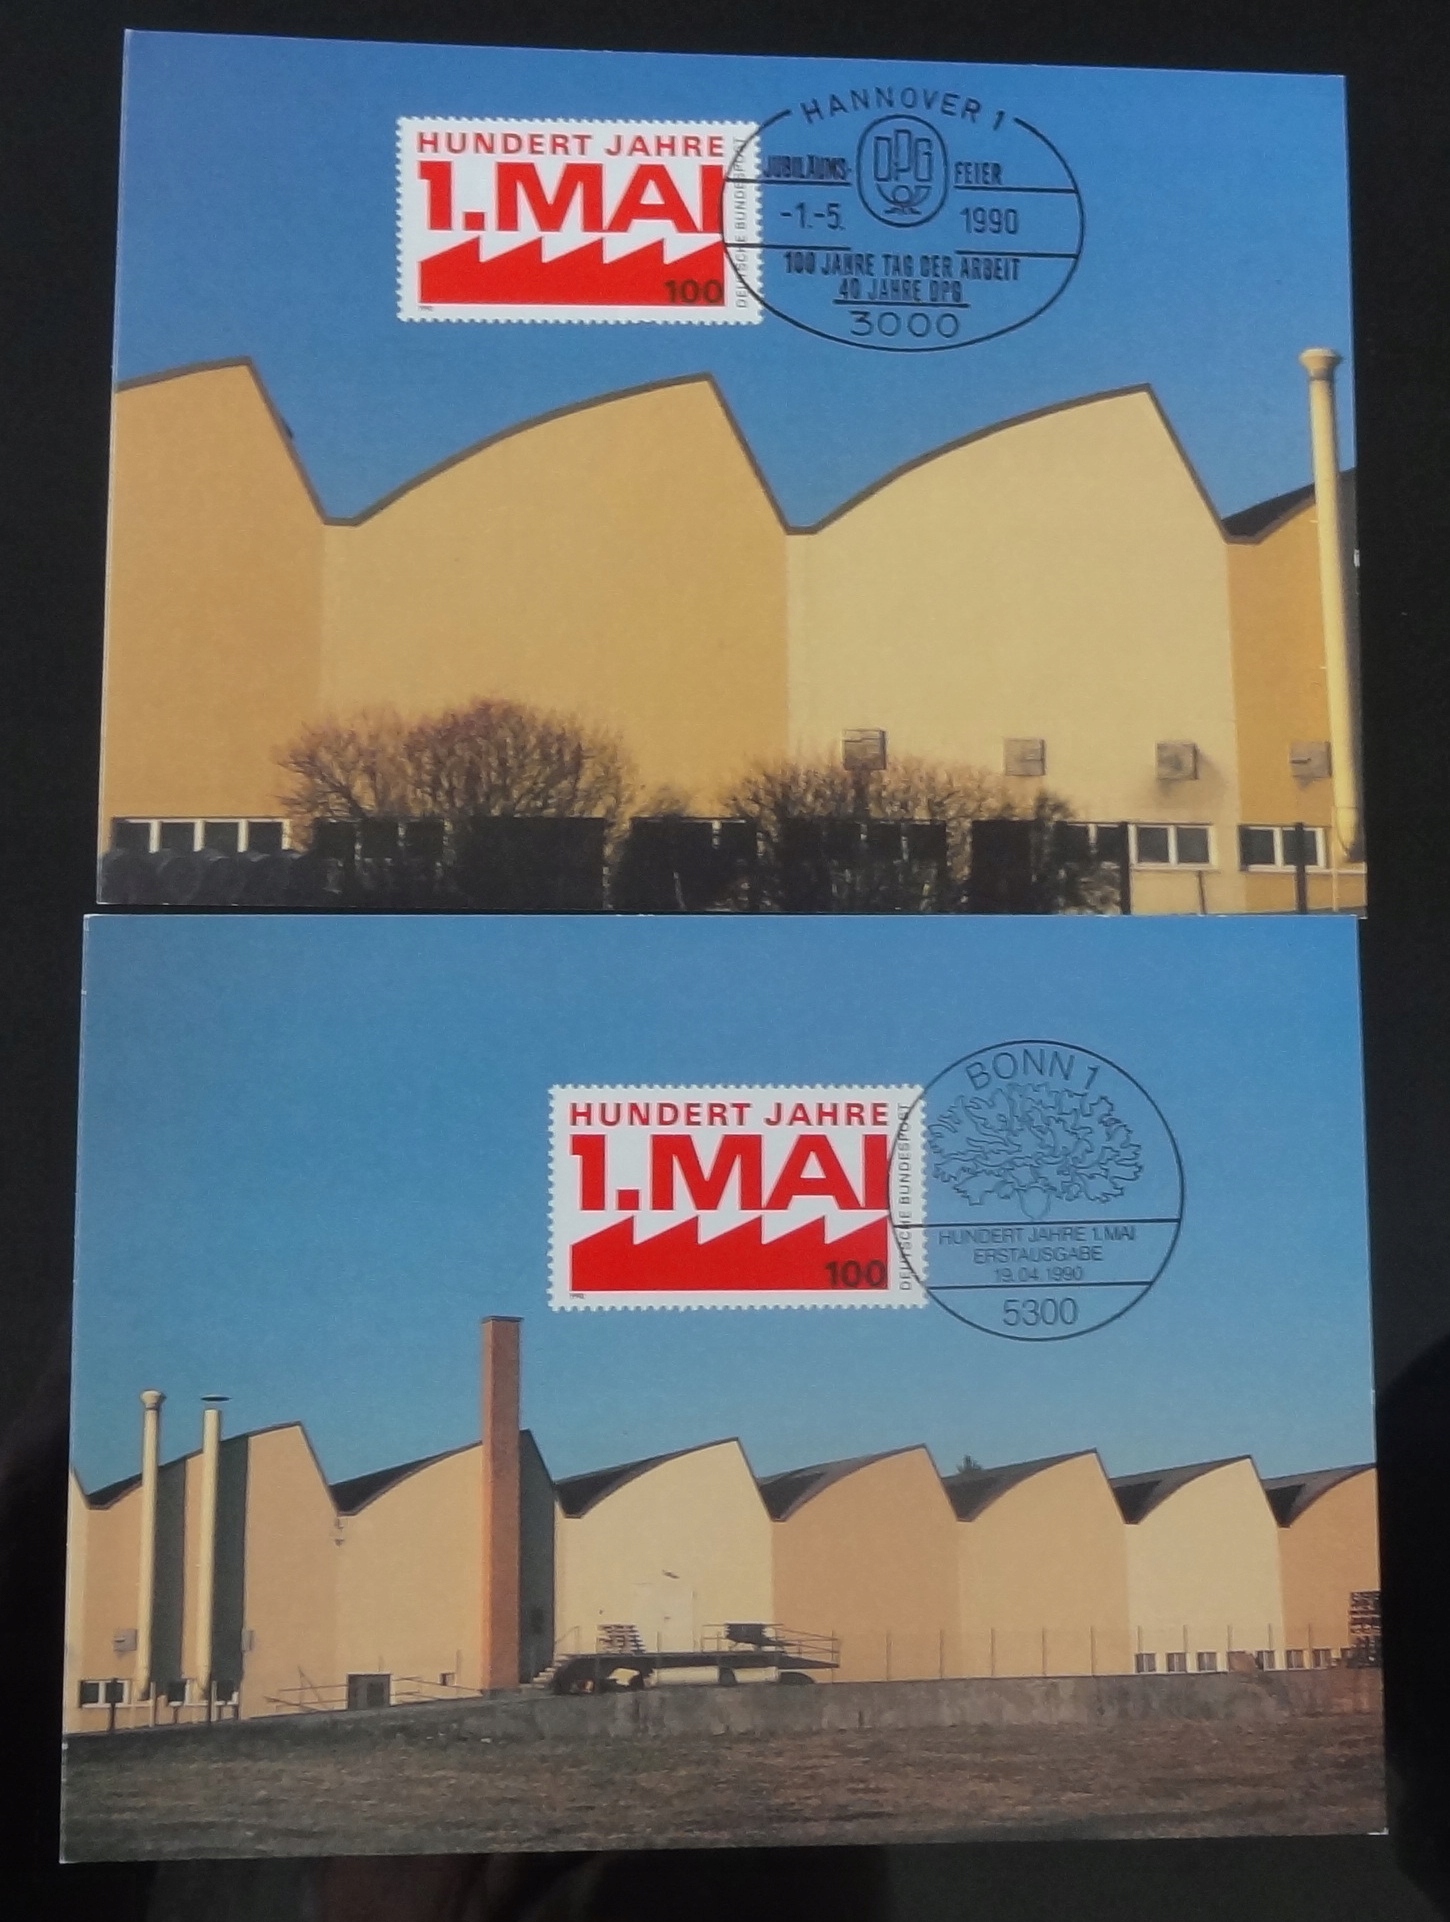 HUNDERT JAHRE
1.MAI
100
DEUTSCHE BUNDESPOST
HANNOVER 1
DPG
JUBILÄUMS-
FEIER
-1.-5.
1990
100 JAHRE TAG DER ARBEIT
40 JAHRE DPG
3000
HUNDERT JAHRE
1.MAI
100
DEUTSCHE BUNDESPOST
1990
BONN 1
HUNDERT JAHRE 1.MAI
ERSTAUSGABE
19.04.1990
5300